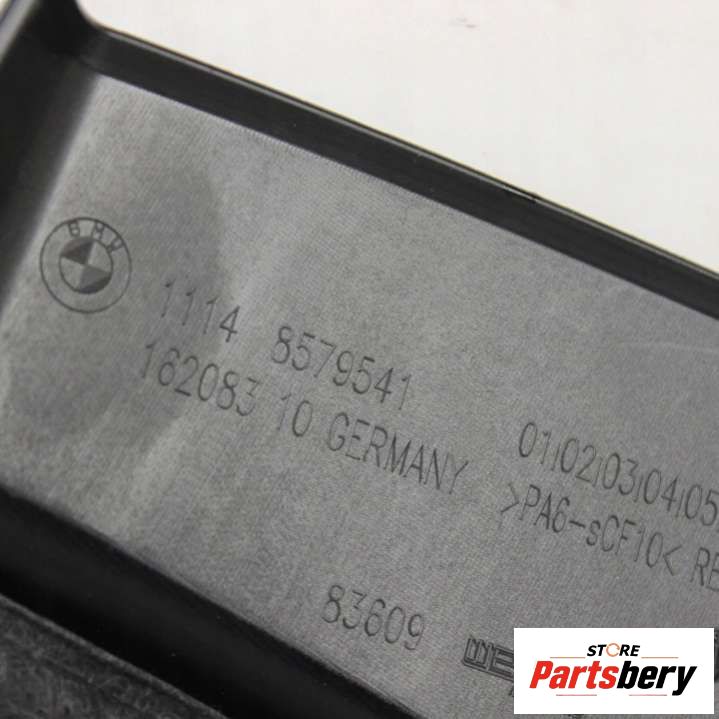 BMW
1114 8579541
162083 10 GERMANY
01 02 03 04 05
>PA6-sCF10<
83609
STORE
Partsbery